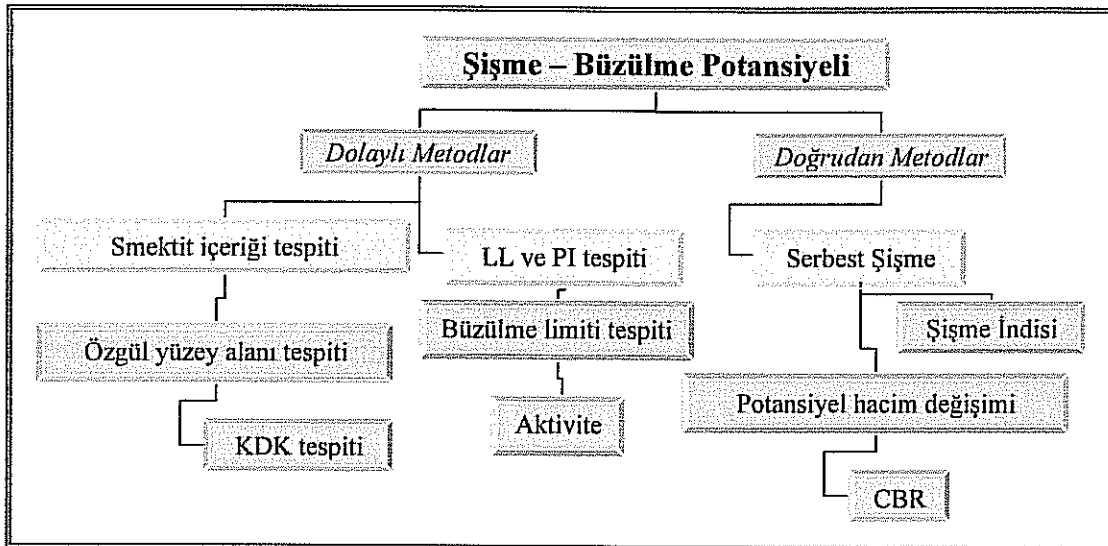 Şişme – Büzülme Potansiyeli
Dolaylı Metodlar
Doğrudan Metodlar
Smektit içeriği tespiti
LL ve PI tespiti
Serbest Şişme
Özgül yüzey alanı tespiti
Büzülme limiti tespiti
Şişme İndisi
KDK tespiti
Aktivite
Potansiyel hacim değişimi
CBR